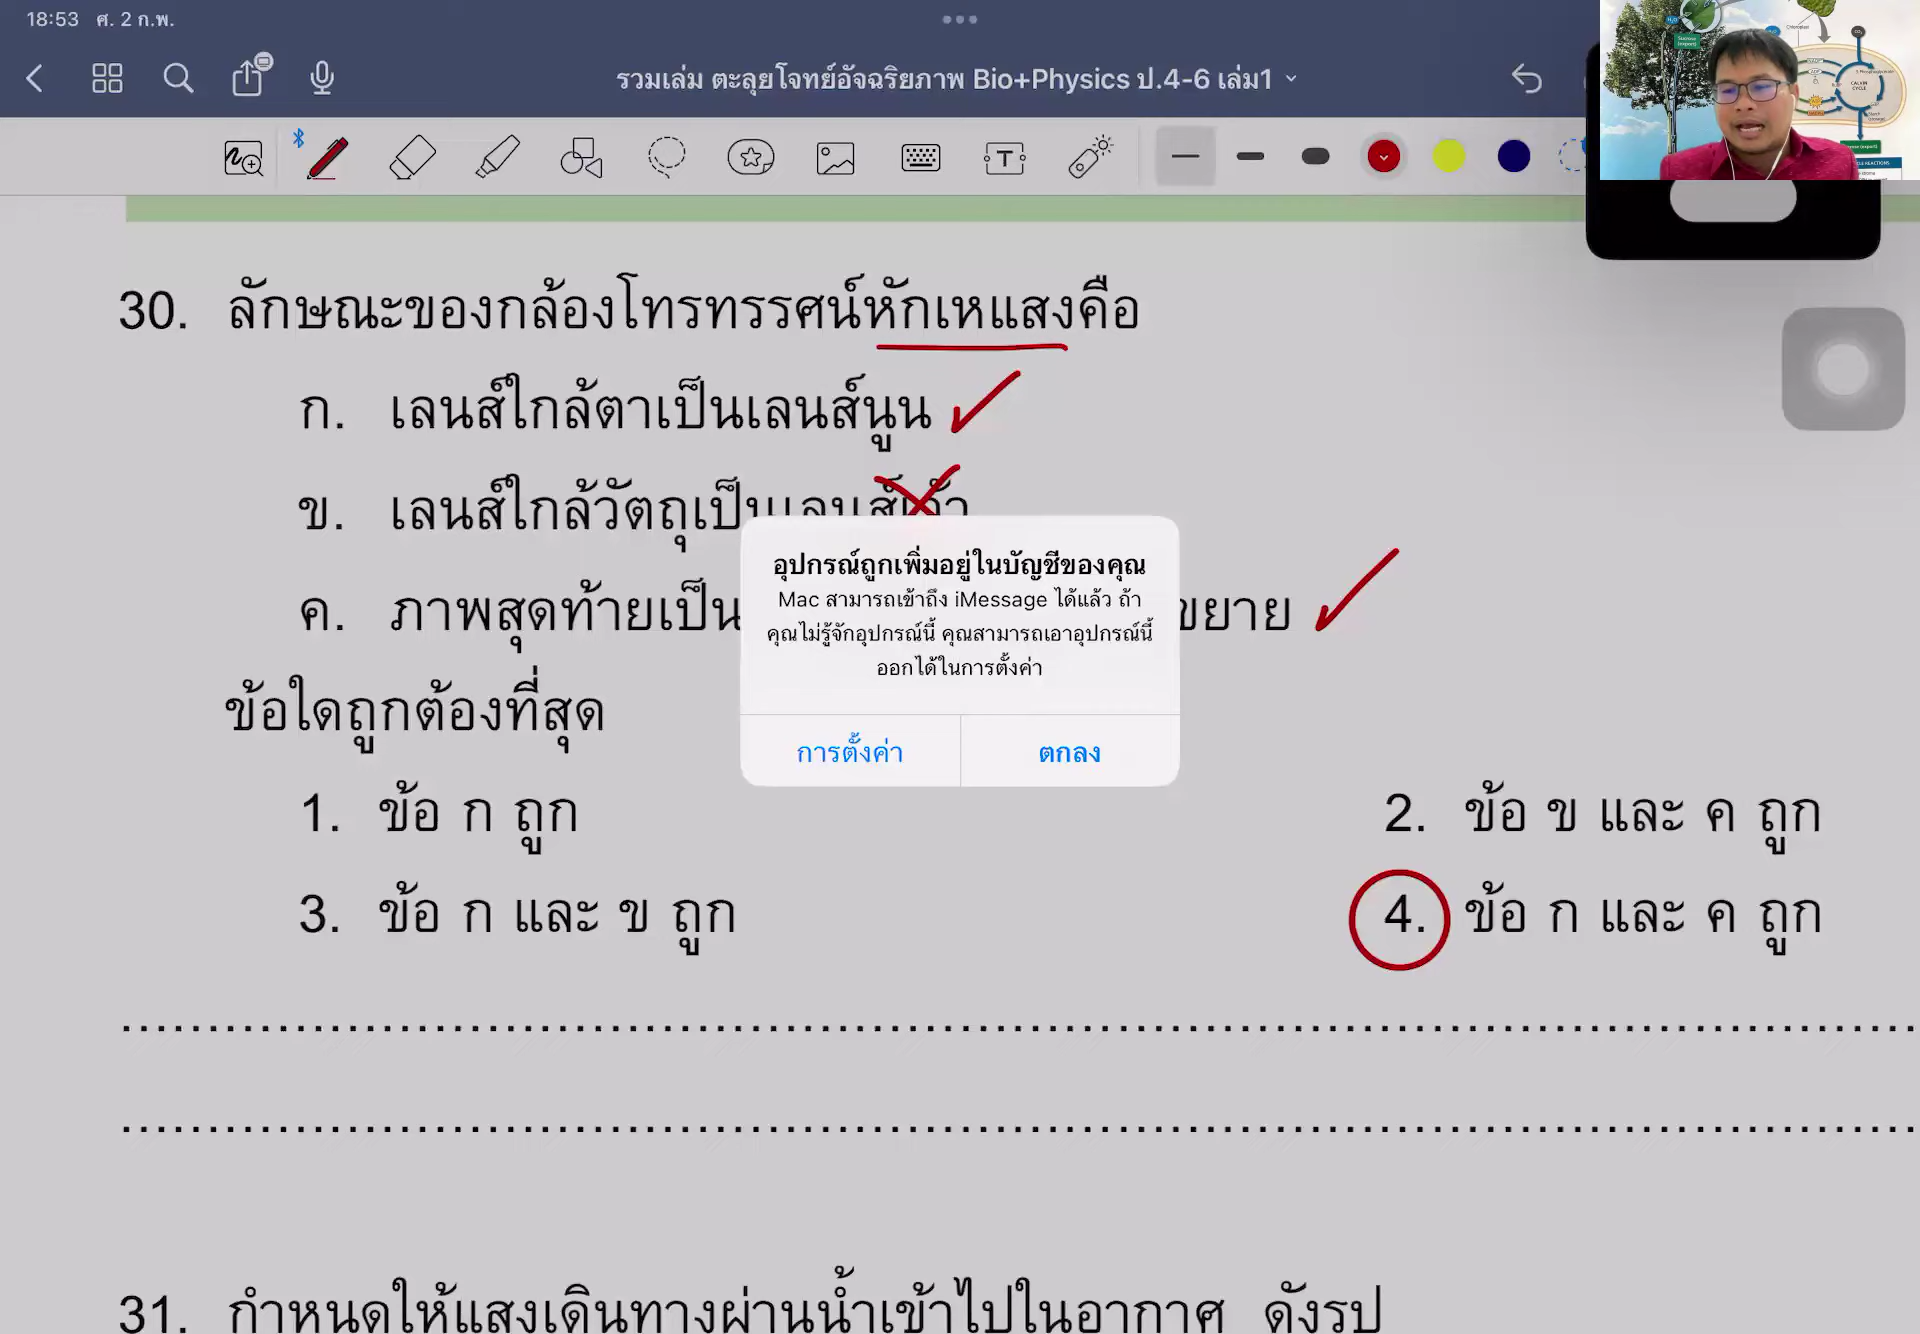 18:53 ศ. 2 ก.พ.
รวมเล่ม ตะลุยโจทย์อัจฉริยภาพ Bio+Physics ป.4-6 เล่ม1
30. ลักษณะของกล้องโทรทรรศน์หักเหแสงคือ
ก. เลนส์ใกล้ตาเป็นเลนส์นูน
ข. เลนส์ใกล้วัตถุเป็นเลนส์เว้า
ค. ภาพสุดท้ายเป็น ขยาย
อุปกรณ์ถูกเพิ่มอยู่ในบัญชีของคุณ
Mac สามารถเข้าถึง iMessage ได้แล้ว ถ้า
คุณไม่รู้จักอุปกรณ์นี้ คุณสามารถเอาอุปกรณ์นี้
ออกได้ในการตั้งค่า
การตั้งค่า ตกลง
ข้อใดถูกต้องที่สุด
1. ข้อ ก ถูก 2. ข้อ ข และ ค ถูก
3. ข้อ ก และ ข ถูก 4. ข้อ ก และ ค ถูก
31. กำหนดให้แสงเดินทางผ่านน้ำเข้าไปในอากาศ ดังรูป